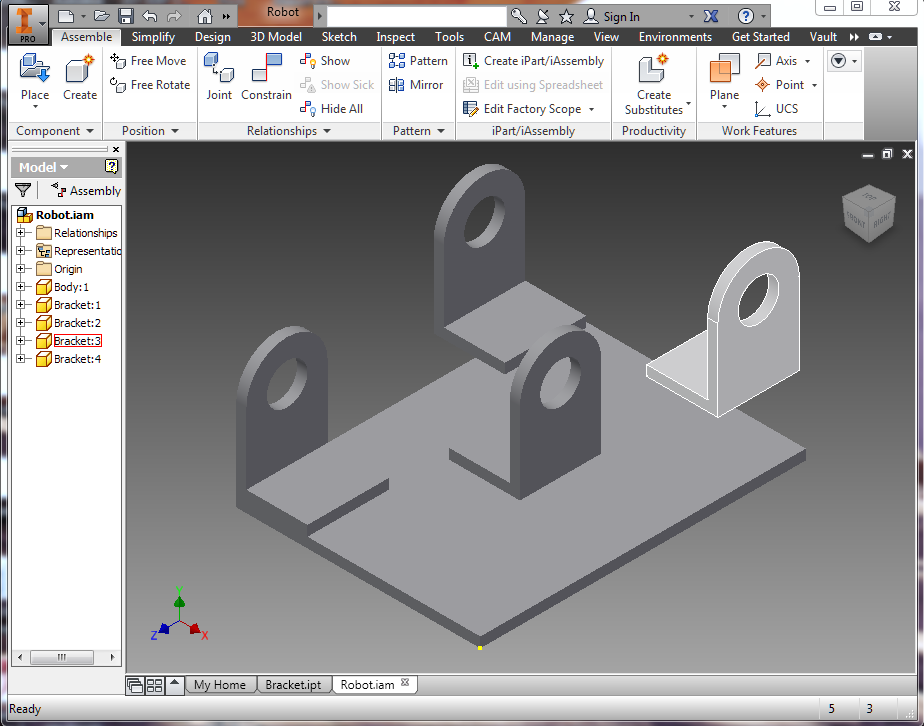 PRO
Robot
Sign In
Assemble Simplify Design 3D Model Sketch Inspect Tools CAM Manage View Environments Get Started Vault
Place
Create
Component
Free Move
Free Rotate
Position
Joint
Constrain
Show
Show Sick
Hide All
Relationships
Pattern
Mirror
Pattern
Create iPart/iAssembly
Edit using Spreadsheet
Edit Factory Scope
iPart/iAssembly
Create
Substitutes
Productivity
Plane
Axis
Point
UCS
Work Features
Model
Assembly
Robot.iam
Relationships
Representatio
Origin
Body:1
Bracket:1
Bracket:2
Bracket:3
Bracket:4
TOP
FRONT
RIGHT
Y
Z
X
My Home
Bracket.ipt
Robot.iam
Ready
5
3